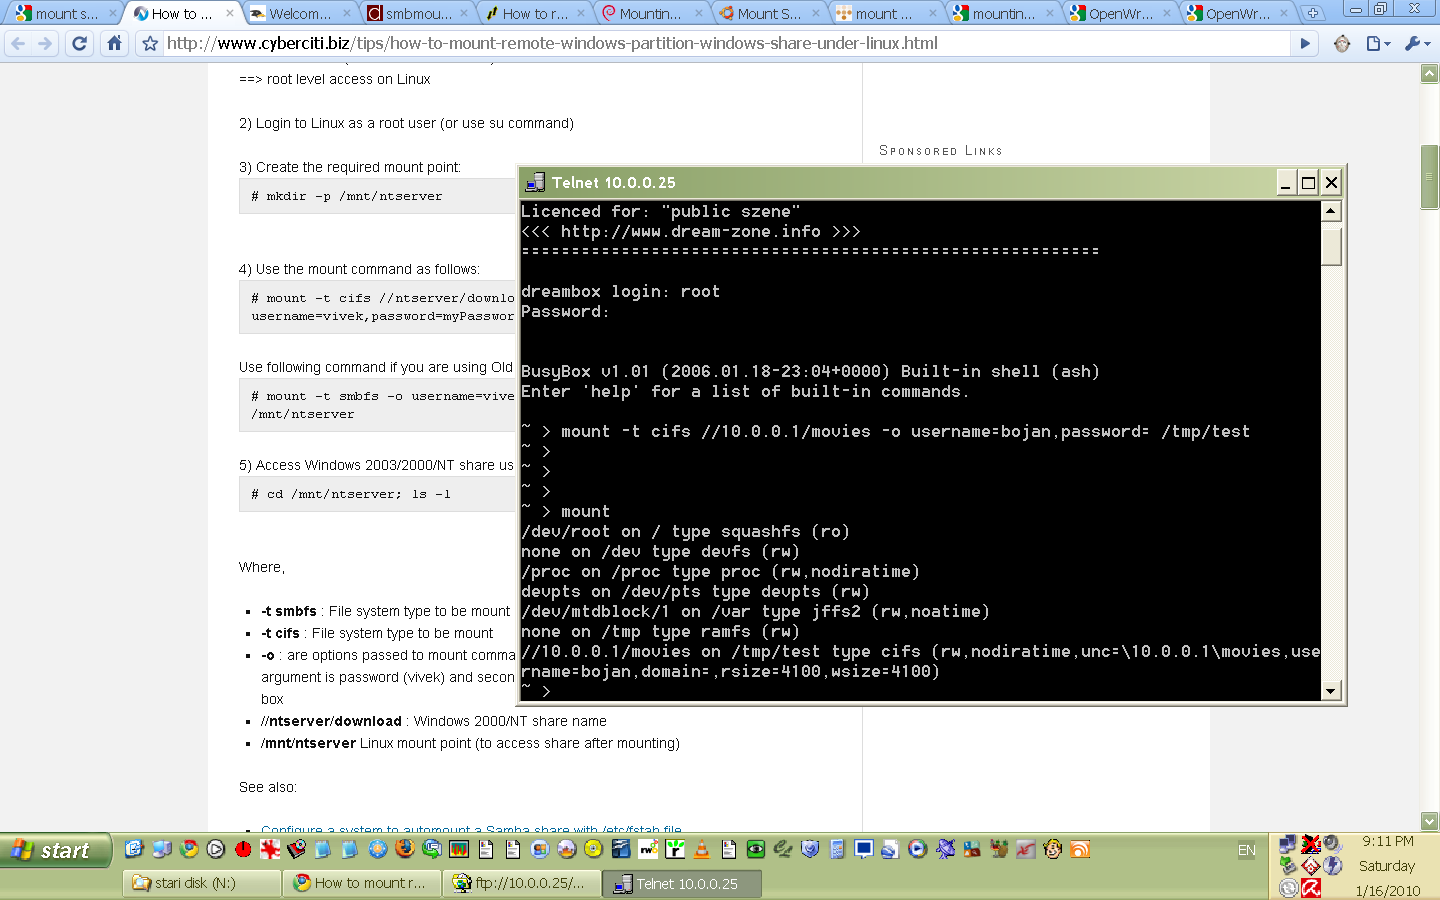 mount s...
How to ...
Welcom...
smbmou...
How to r...
Mountin...
Mount S...
mount ...
mountin...
OpenWr...
OpenWr...
http://www.cyberciti.biz/tips/how-to-mount-remote-windows-partition-windows-share-under-linux.html
==> root level access on Linux
2) Login to Linux as a root user (or use su command)
3) Create the required mount point:
# mkdir -p /mnt/ntserver
4) Use the mount command as follows:
# mount -t cifs //ntserver/downlo
username=vivek,password=myPasswor
Use following command if you are using Old
# mount -t smbfs -o username=vive
/mnt/ntserver
5) Access Windows 2003/2000/NT share us
# cd /mnt/ntserver; ls -l
Where,
-t smbfs : File system type to be mount
-t cifs : File system type to be mount
-o : are options passed to mount comma
argument is password (vivek) and secon
box
//ntserver/download : Windows 2000/NT share name
/mnt/ntserver Linux mount point (to access share after mounting)
See also:
Configure a system to automount a Samba share with /etc/fstab file
Sponsored Links
Telnet 10.0.0.25
Licenced for: "public szene"
<<< http://www.dream-zone.info >>>
==========================================================
dreambox login: root
Password:
BusyBox v1.01 (2006.01.18-23:04+0000) Built-in shell (ash)
Enter 'help' for a list of built-in commands.
~ > mount -t cifs //10.0.0.1/movies -o username=bojan,password= /tmp/test
~ >
~ >
~ >
~ > mount
/dev/root on / type squashfs (ro)
none on /dev type devfs (rw)
/proc on /proc type proc (rw,nodiratime)
devpts on /dev/pts type devpts (rw)
/dev/mtdblock/1 on /var type jffs2 (rw,noatime)
none on /tmp type ramfs (rw)
//10.0.0.1/movies on /tmp/test type cifs (rw,nodiratime,unc=\10.0.0.1\movies,use
rname=bojan,domain=,rsize=4100,wsize=4100)
~ >
start
EN
9:11 PM
Saturday
1/16/2010
stari disk (N:)
How to mount r...
ftp://10.0.0.25/...
Telnet 10.0.0.25